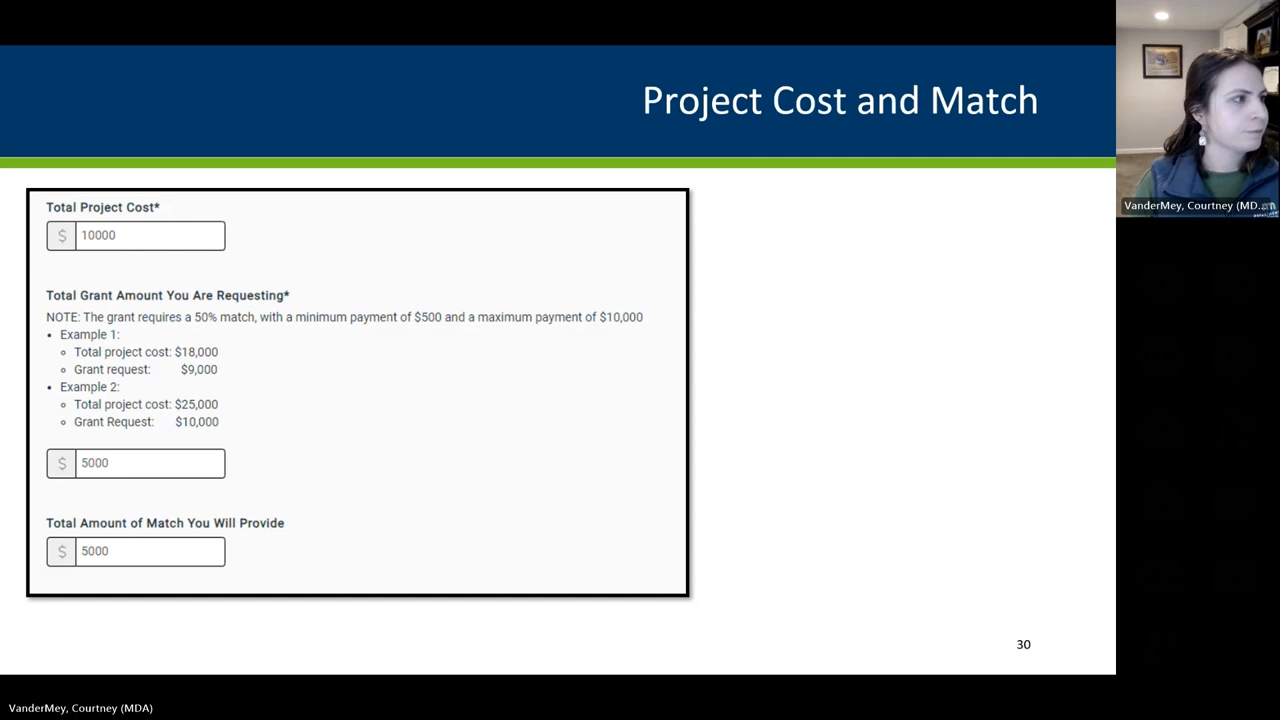 Project Cost and Match
Total Project Cost*
$ 10000
Total Grant Amount You Are Requesting*
NOTE: The grant requires a 50% match, with a minimum payment of $500 and a maximum payment of $10,000
• Example 1:
Total project cost: $18,000
Grant request: $9,000
• Example 2:
Total project cost: $25,000
Grant Request: $10,000
$ 5000
Total Amount of Match You Will Provide
$ 5000
30
VanderMey, Courtney (MD...
VanderMey, Courtney (MDA)